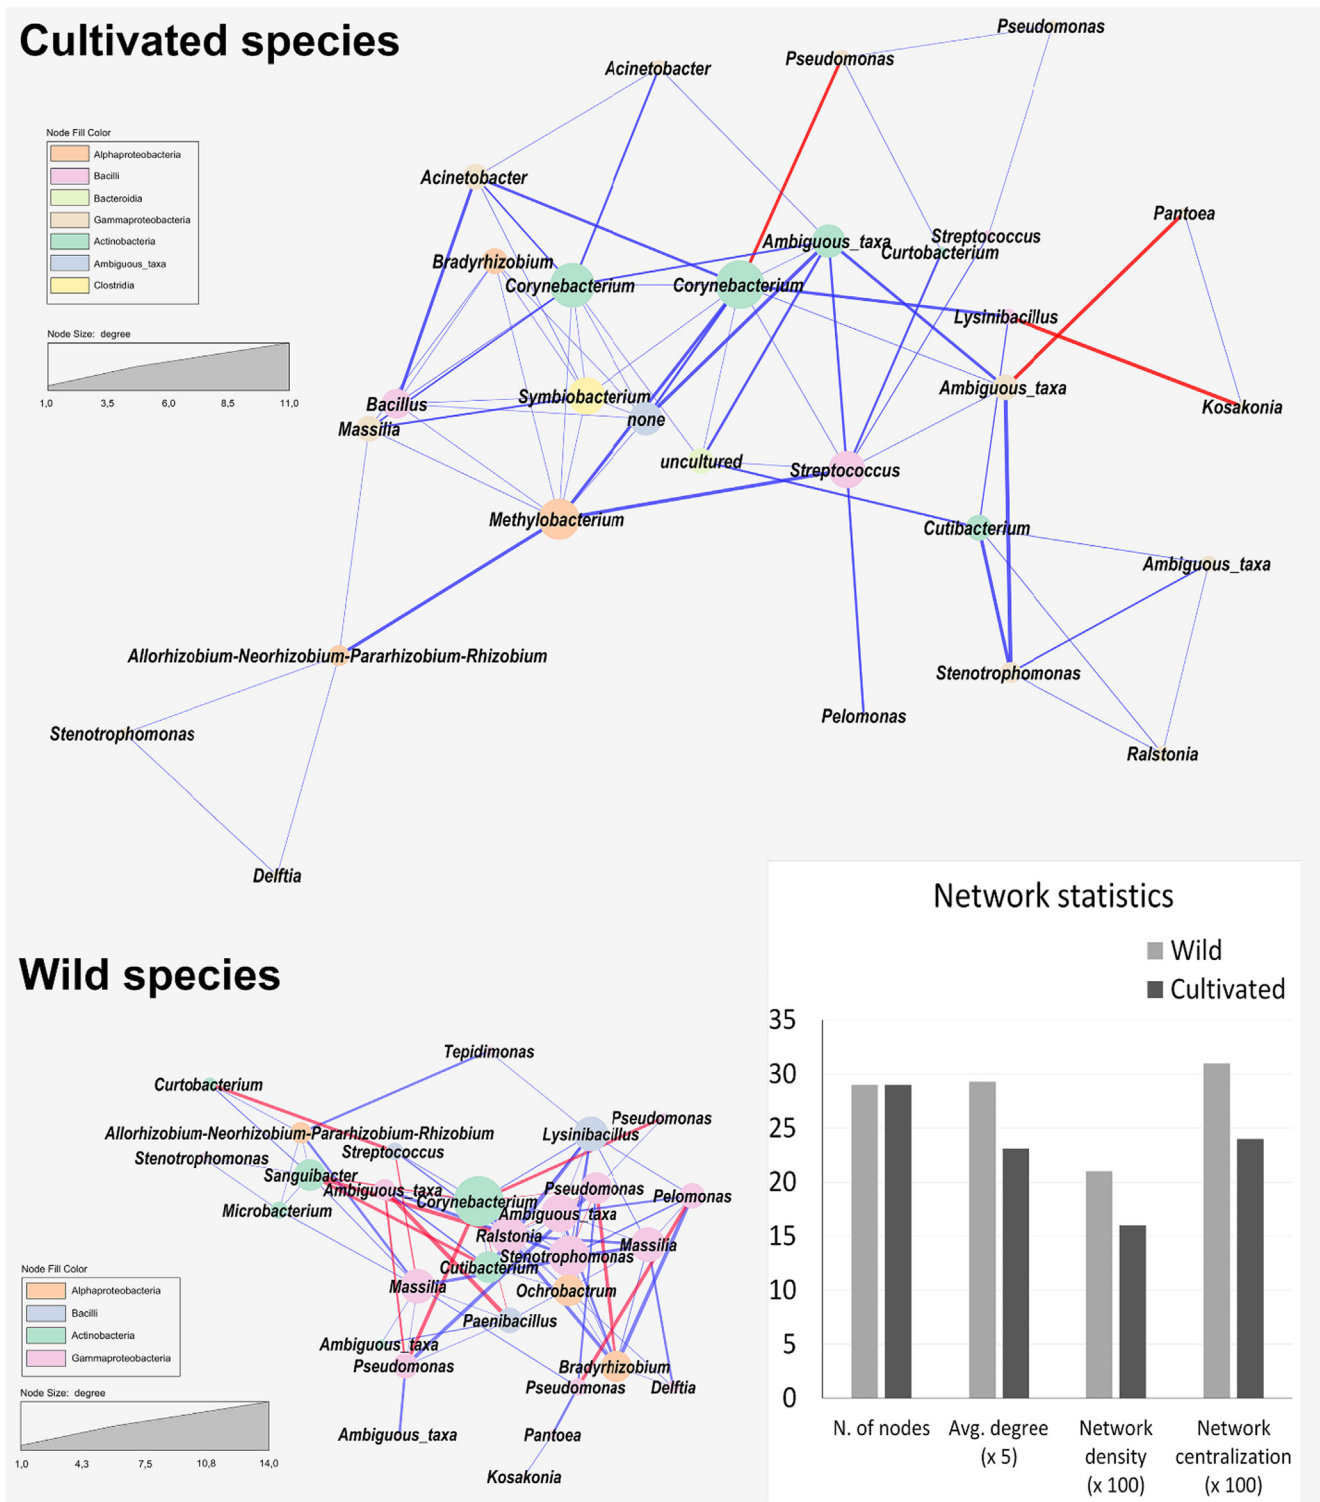 Cultivated species
Pseudomonas
Pseudomonas
Acinetobacter
Node Fill Color
Alphaproteobacteria
Bacilli
Bacteroidia
Gammaproteobacteria
Actinobacteria
Ambiguous_taxa
Clostridia
Node Size: degree
1,0 3,5 6,0 8,5 11,0
Acinetobacter
Pantoea
Ambiguous_taxa
Streptococcus
Curtobacterium
Bradyrhizobium
Corynebacterium
Corynebacterium
Lysinibacillus
Ambiguous_taxa
Symbiobacterium
Bacillus
Kosakonia
none
Massilia
uncultured
Streptococcus
Methylobacterium
Cutibacterium
Ambiguous_taxa
Allorhizobium-Neorhizobium-Pararhizobium-Rhizobium
Stenotrophomonas
Pelomonas
Stenotrophomonas
Ralstonia
Delftia
Wild species
Tepidimonas
Curtobacterium
Pseudomonas
Allorhizobium-Neorhizobium-Pararhizobium-Rhizobium
Lysinibacillus
Streptococcus
Stenotrophomonas
Sanguibacter
Ambiguous_taxa
Pseudomonas
Pelomonas
Corynebacterium
Microbacterium
Ambiguous_taxa
Ralstonia
Massilia
Stenotrophomonas
Cutibacterium
Massilia
Ochrobactrum
Paenibacillus
Ambiguous_taxa
Pseudomonas
Bradyrhizobium
Pseudomonas
Delftia
Ambiguous_taxa
Pantoea
Kosakonia
Node Fill Color
Alphaproteobacteria
Bacilli
Actinobacteria
Gammaproteobacteria
Node Size: degree
1,0 4,3 7,5 10,8 14,0
Network statistics
Wild
Cultivated
35
30
25
20
15
10
5
0
N. of nodes
Avg. degree
(x 5)
Network
density
(x 100)
Network
centralization
(x 100)